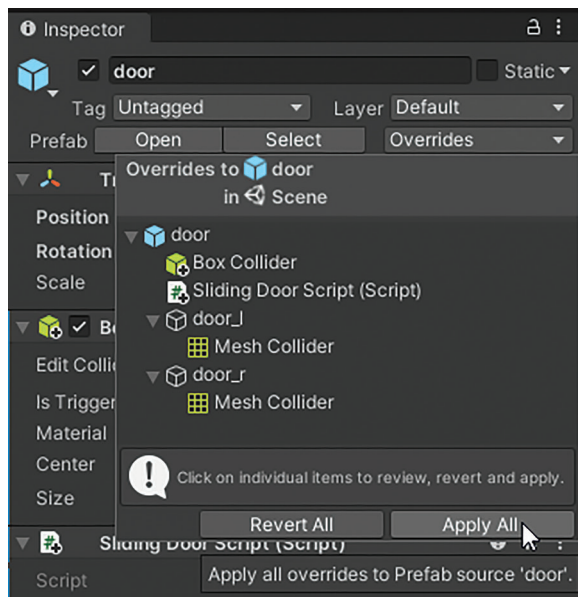 Inspector
door
Static
Tag Untagged Layer Default
Prefab Open Select Overrides
Overrides to door
in Scene
Position
door
Rotation
Box Collider
Scale
Sliding Door Script (Script)
door_l
Mesh Collider
Edit Colli
door_r
Is Trigger
Mesh Collider
Material
Center
Click on individual items to review, revert and apply.
Size
Revert All Apply All
Sliding Door Script (Script)
Script
Apply all overrides to Prefab source 'door'.